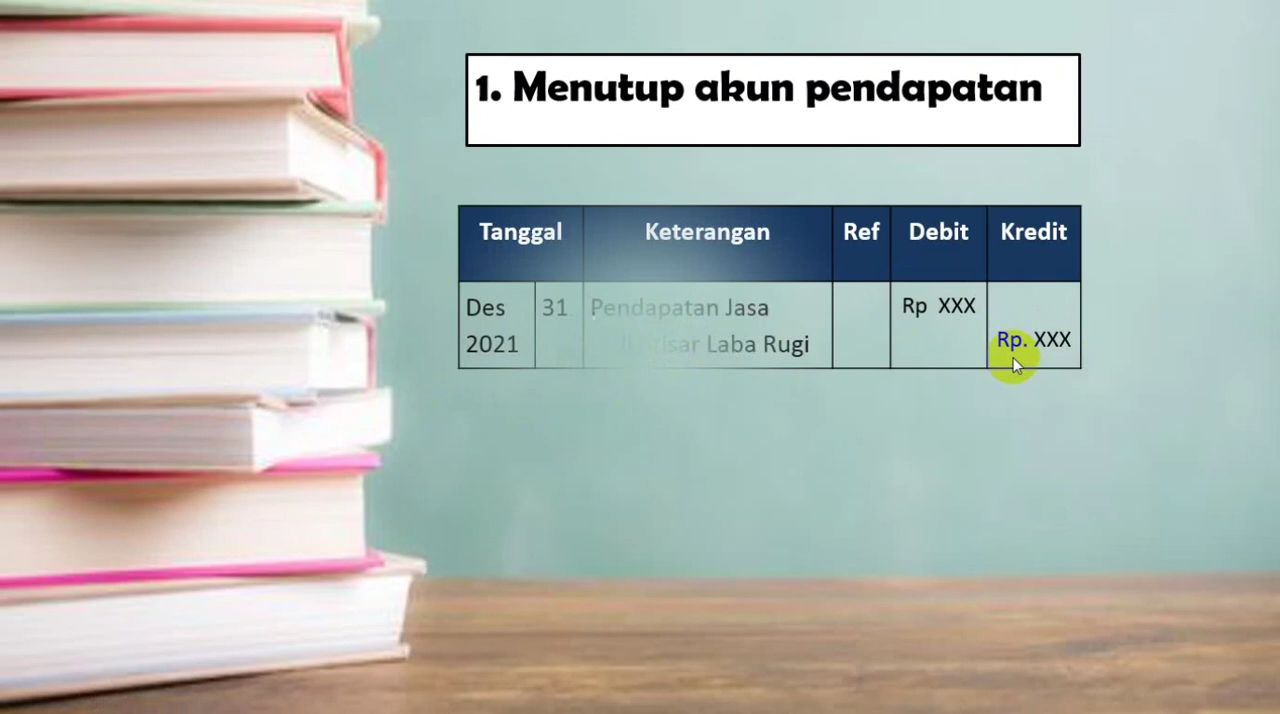 1. Menutup akun pendapatan
Tanggal Keterangan Ref Debit Kredit
Des 31 Pendapatan Jasa Rp XXX
2021 Laba Rugi Rp. XXX